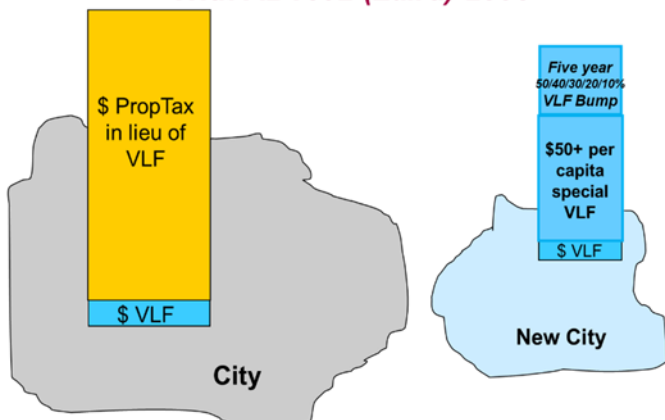 $ PropTax
in lieu of
VLF
$ VLF
City
Five year
50/40/30/20/10%
VLF Bump
$50+ per
capita
special
VLF
$ VLF
New City